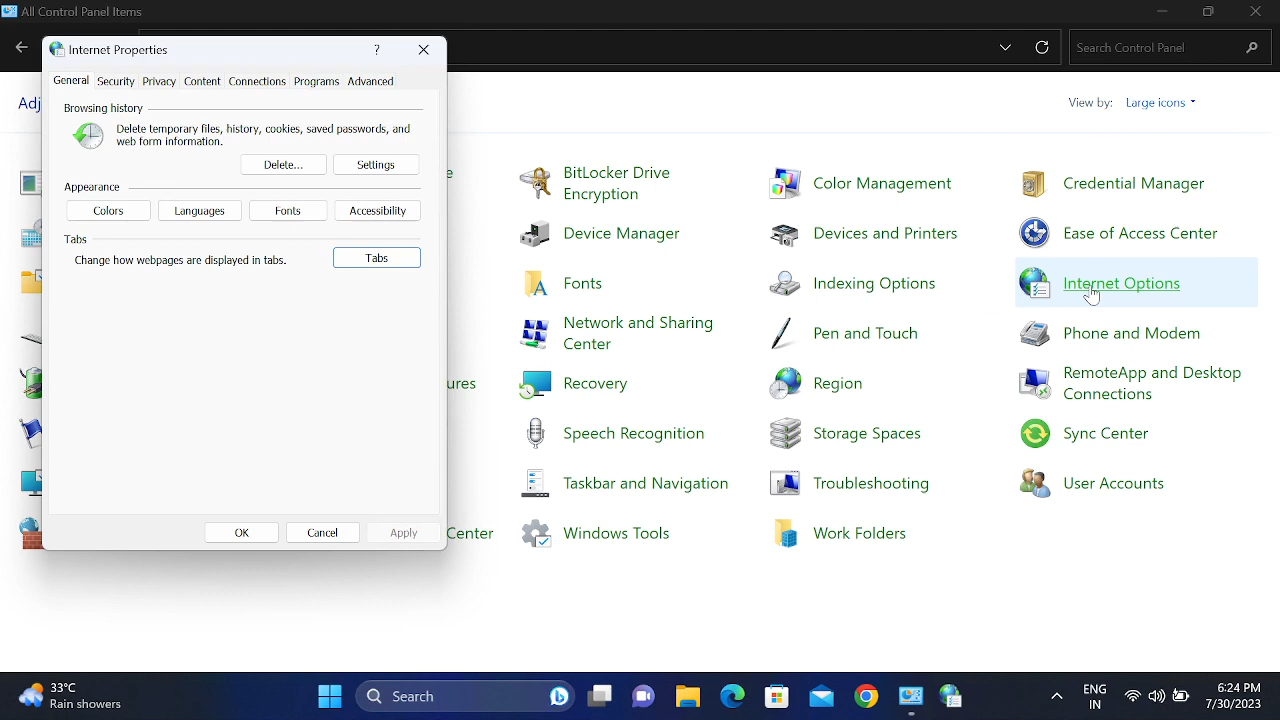 All Control Panel Items
Search Control Panel
Internet Properties
?
General Security Privacy Content Connections Programs Advanced
Browsing history
Delete temporary files, history, cookies, saved passwords, and
web form information.
Delete... Settings
Appearance
Colors Languages Fonts Accessibility
Tabs
Change how webpages are displayed in tabs. Tabs
OK Cancel Apply
Adj
View by: Large icons
e
BitLocker Drive
Encryption
Color Management
Credential Manager
Device Manager
Devices and Printers
Ease of Access Center
Fonts
Indexing Options
Internet Options
Network and Sharing
Center
Pen and Touch
Phone and Modem
ures
Recovery
Region
RemoteApp and Desktop
Connections
Speech Recognition
Storage Spaces
Sync Center
Taskbar and Navigation
Troubleshooting
User Accounts
Center
Windows Tools
Work Folders
33°C
Rain showers
Search
ENG
IN
6:24 PM
7/30/2023